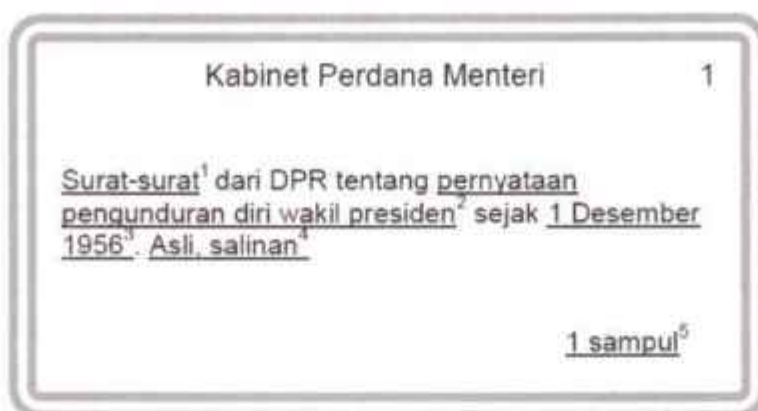 Kabinet Perdana Menteri 1
Surat-surat¹ dari DPR tentang pernyataan
pengunduran diri wakil presiden² sejak 1 Desember
1956³. Asli, salinan⁴
1 sampul⁵